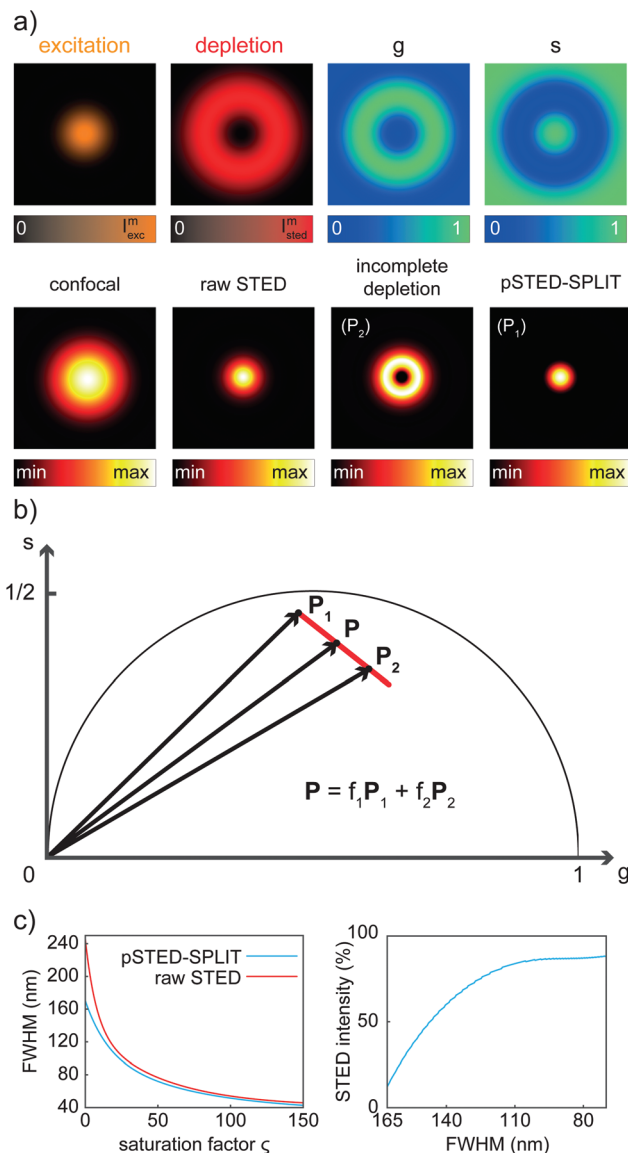 a)
excitation depletion g s
0 I^m_exc 0 I^m_sted 0 1 0 1
confocal raw STED incomplete depletion pSTED-SPLIT
(P₂) (P₁)
min max min max min max min max
b)
s
1/2
P₁
P
P₂
P = f₁P₁ + f₂P₂
0 1 g
c)
FWHM (nm)
240
200
160
120
80
40
pSTED-SPLIT
raw STED
0 50 100 150
saturation factor ς
STED intensity (%)
100
50
0
165 140 110 80
FWHM (nm)